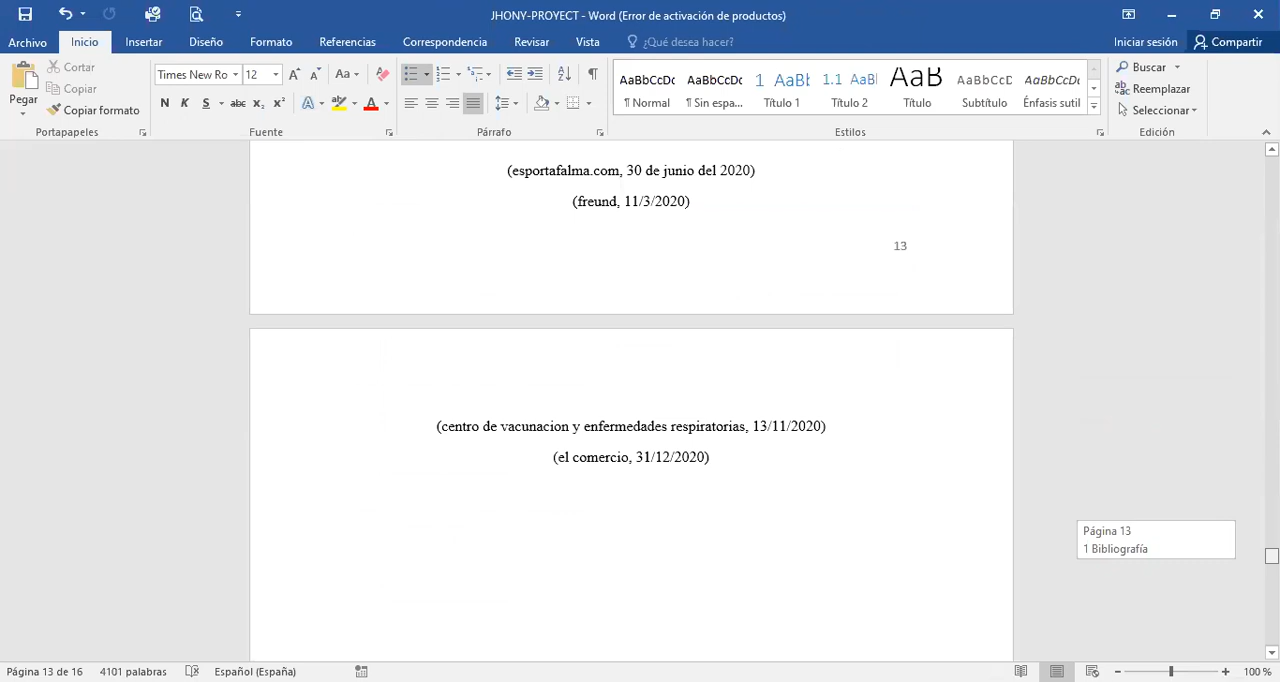 JHONY-PROYECT - Word (Error de activación de productos)
Archivo Inicio Insertar Diseño Formato Referencias Correspondencia Revisar Vista ¿Qué desea hacer? Iniciar sesión Compartir
Pegar
Cortar
Copiar
Copiar formato
Portapapeles
Times New Ro 12
Aa
N K S abc x₂ x²
A A
Fuente
Párrafo
AaBbCcDc AaBbCcDc 1 AaBb 1.1 AaBb AaB AaBbCcD AaBbCcDc
¶ Normal ¶ Sin espa... Título 1 Título 2 Título Subtítulo Énfasis sutil
Estilos
Buscar
Reemplazar
Seleccionar
Edición
(esportafalma.com, 30 de junio del 2020)
(freund, 11/3/2020)
13
(centro de vacunacion y enfermedades respiratorias, 13/11/2020)
(el comercio, 31/12/2020)
Página 13
1 Bibliografía
Página 13 de 16 4101 palabras Español (España) 100 %